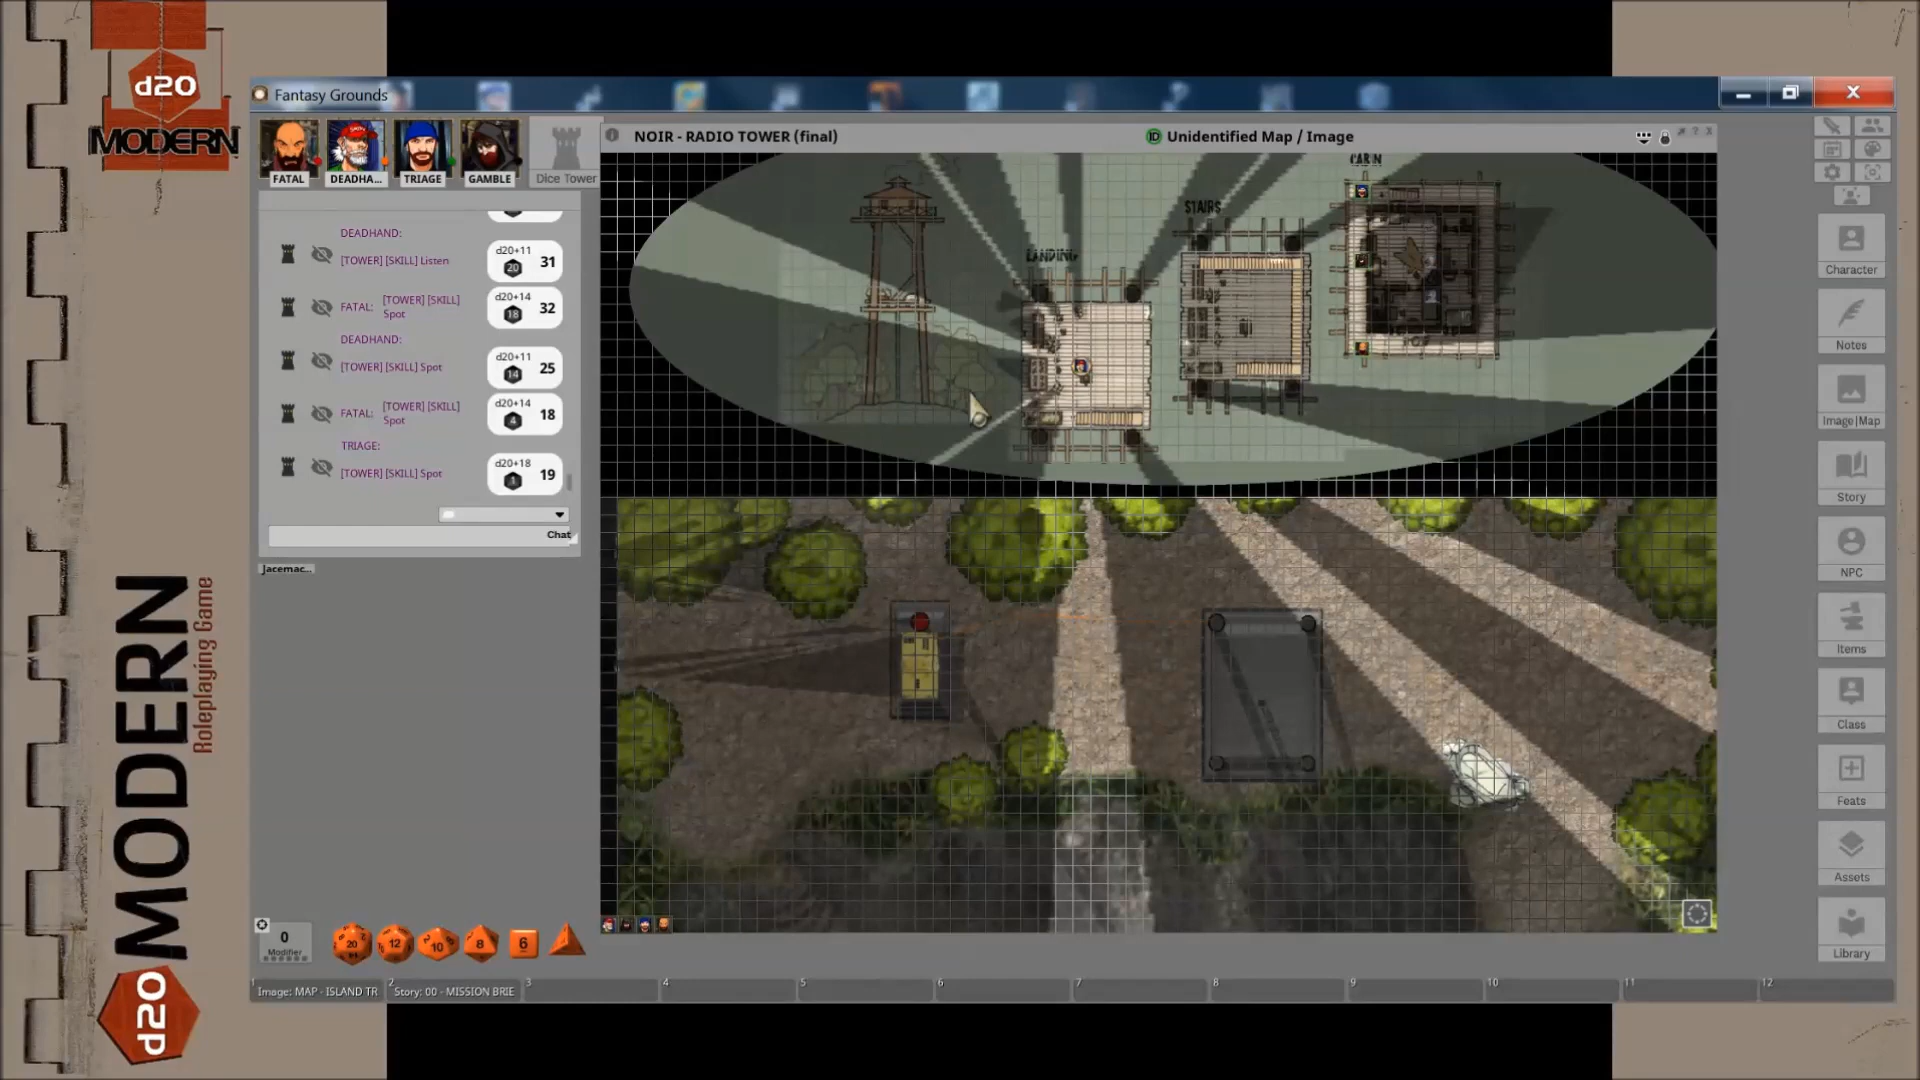 d20
MODERN
MODERN
Roleplaying Game
d20
Fantasy Grounds
FATAL
DEADHA...
TRIAGE
GAMBLE
Dice Tower
NOIR - RADIO TOWER (final)
ID Unidentified Map / Image
DEADHAND:
[TOWER] [SKILL] Listen
d20+11
20
31
FATAL: [TOWER] [SKILL]
Spot
d20+14
18
32
DEADHAND:
[TOWER] [SKILL] Spot
d20+11
14
25
FATAL: [TOWER] [SKILL]
Spot
d20+14
4
18
TRIAGE:
[TOWER] [SKILL] Spot
d20+18
1
19
Chat
Jacemac...
LANDING
STAIRS
CABIN
Character
Notes
Image|Map
Story
NPC
Items
Class
Feats
Assets
Library
0
Modifier
20
12
10
8
6
1
2
3
4
5
6
7
8
9
10
11
12
Image: MAP - ISLAND TR
Story: 00 - MISSION BRIE